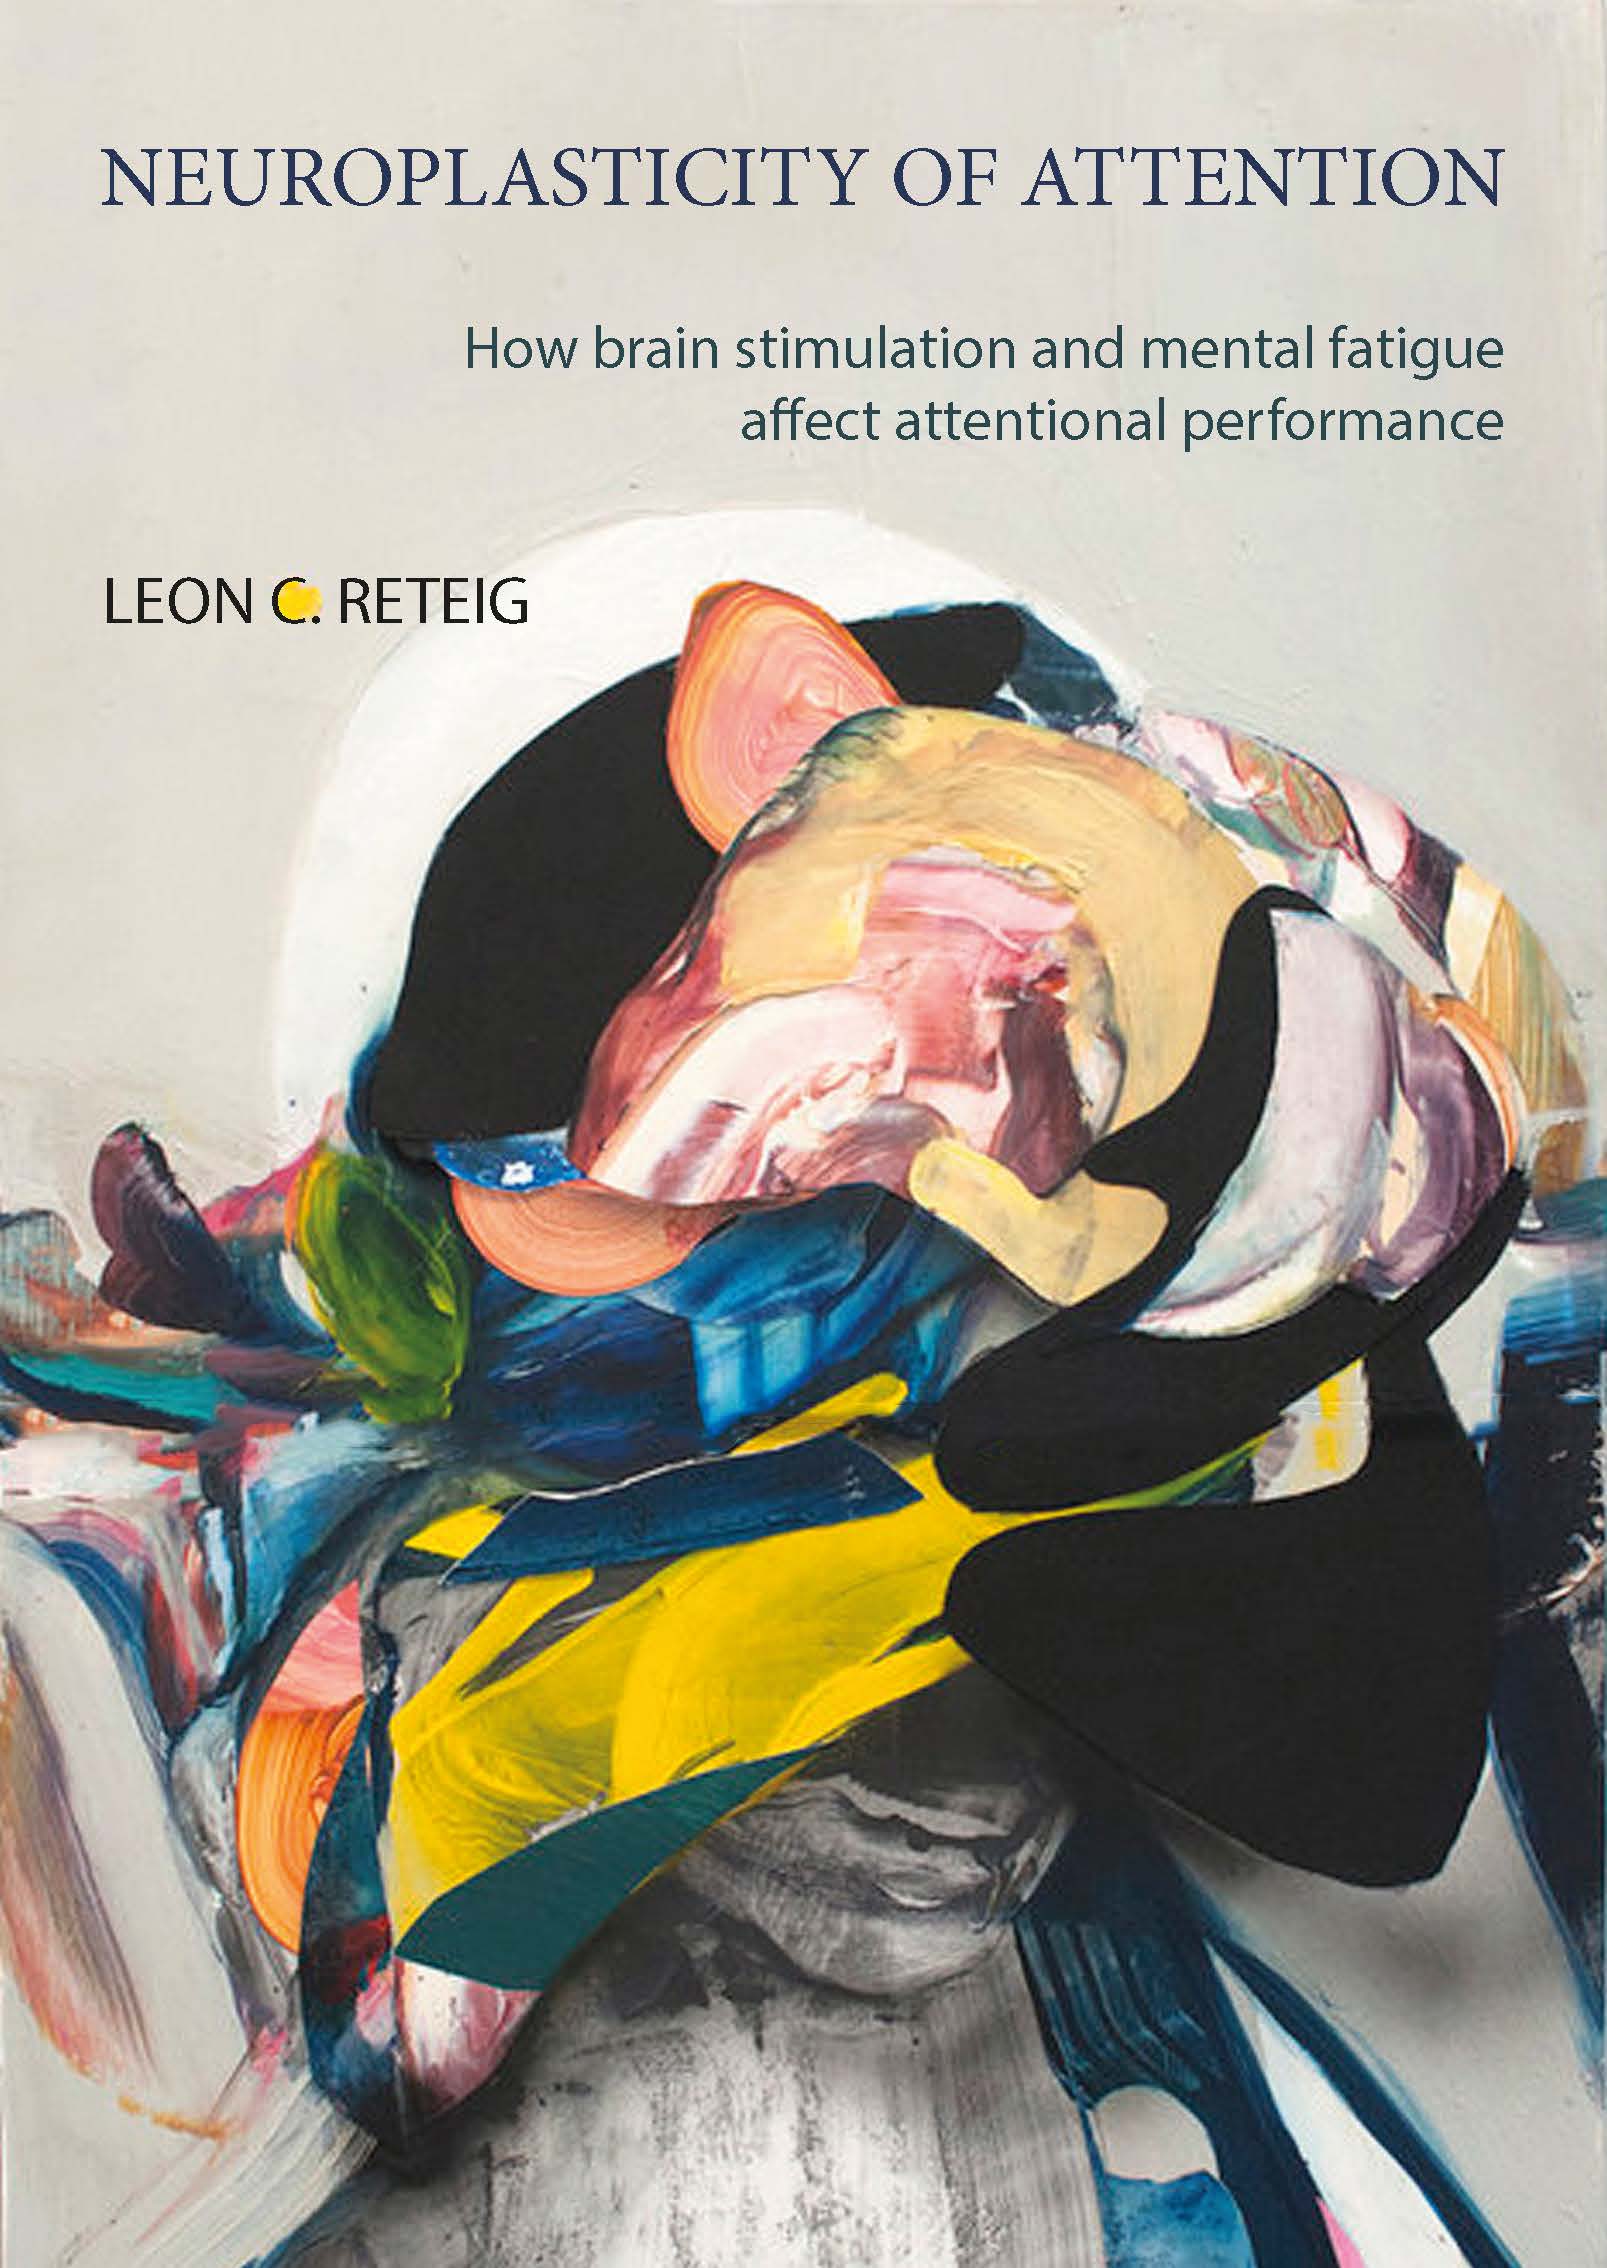 NEUROPLASTICITY OF ATTENTION
How brain stimulation and mental fatigue
affect attentional performance
LEON C. RETEIG